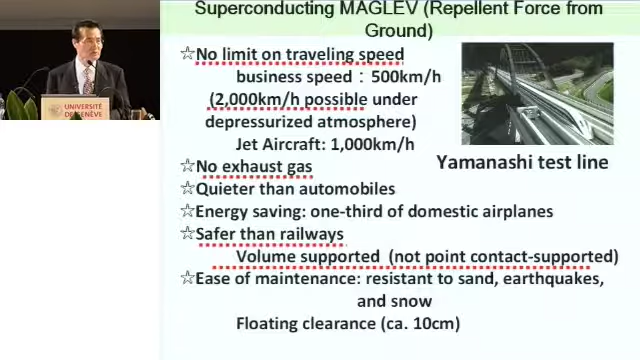 Superconducting MAGLEV (Repellent Force from
Ground)
☆No limit on traveling speed
business speed：500km/h
(2,000km/h possible under
depressurized atmosphere)
Jet Aircraft: 1,000km/h
☆No exhaust gas
☆Quieter than automobiles
☆Energy saving: one-third of domestic airplanes
☆Safer than railways
Volume supported (not point contact-supported)
☆Ease of maintenance: resistant to sand, earthquakes,
and snow
Floating clearance (ca. 10cm)
Yamanashi test line
UNIVERSITÉ
DE GENÈVE